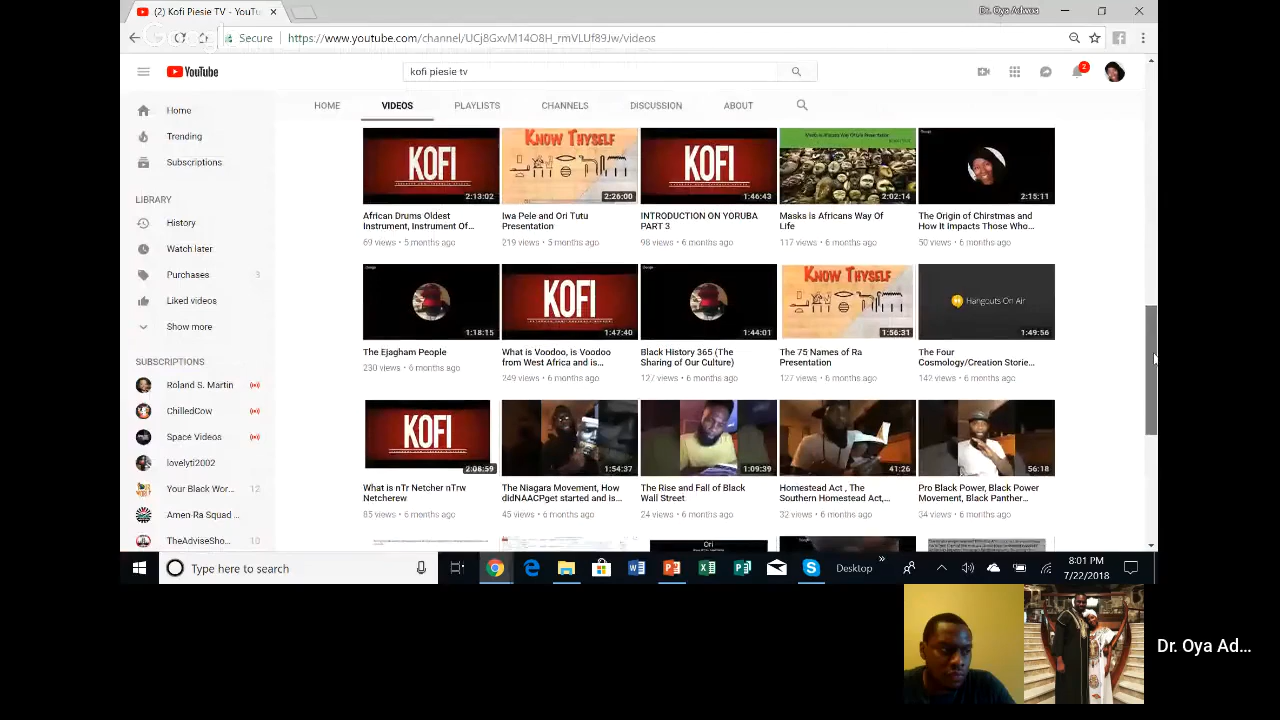 (2) Kofi Piesie TV - YouTu
Dr. Oya Adwoa
Secure
https://www.youtube.com/channel/UCj8GxvM14O8H_rmVLUf89Jw/videos
YouTube
kofi piesie tv
2
HOME
VIDEOS
PLAYLISTS
CHANNELS
DISCUSSION
ABOUT
Home
Trending
Subscriptions
LIBRARY
History
Watch later
Purchases 3
Liked videos
Show more
SUBSCRIPTIONS
Roland S. Martin
ChilledCow
Space Videos
lovelyti2002
Your Black Wor... 12
Amen-Ra Squad ...
TheAdviseSho... 10
KOFI
2:13:02
African Drums Oldest
Instrument, Instrument Of...
69 views • 5 months ago
KNOW THYSELF
2:26:00
Iwa Pele and Ori Tutu
Presentation
219 views • 5 months ago
KOFI
1:46:43
INTRODUCTION ON YORUBA
PART 3
98 views • 6 months ago
2:02:14
Masks is Africans Way Of
Life
117 views • 6 months ago
2:15:11
The Origin of Chirstmas and
How It Impacts Those Who...
50 views • 6 months ago
1:18:15
The Ejagham People
230 views • 6 months ago
KOFI
1:47:40
What is Voodoo, is Voodoo
from West Africa and is...
249 views • 6 months ago
1:44:01
Black History 365 (The
Sharing of Our Culture)
127 views • 6 months ago
KNOW THYSELF
1:56:31
The 75 Names of Ra
Presentation
127 views • 6 months ago
Hangouts On Air
1:49:56
The Four
Cosmology/Creation Storie...
142 views • 6 months ago
KOFI
2:08:59
What is nTr Netcher nTrw
Netcherew
85 views • 6 months ago
1:54:37
The Niagara Movement, How
didNAACPget started and is...
45 views • 6 months ago
1:09:39
The Rise and Fall of Black
Wall Street
24 views • 6 months ago
41:26
Homestead Act , The
Southern Homestead Act,...
32 views • 6 months ago
56:18
Pro Black Power, Black Power
Movement, Black Panther...
34 views • 6 months ago
Ori
Type here to search
Desktop
8:01 PM
7/22/2018
Dr. Oya Ad...